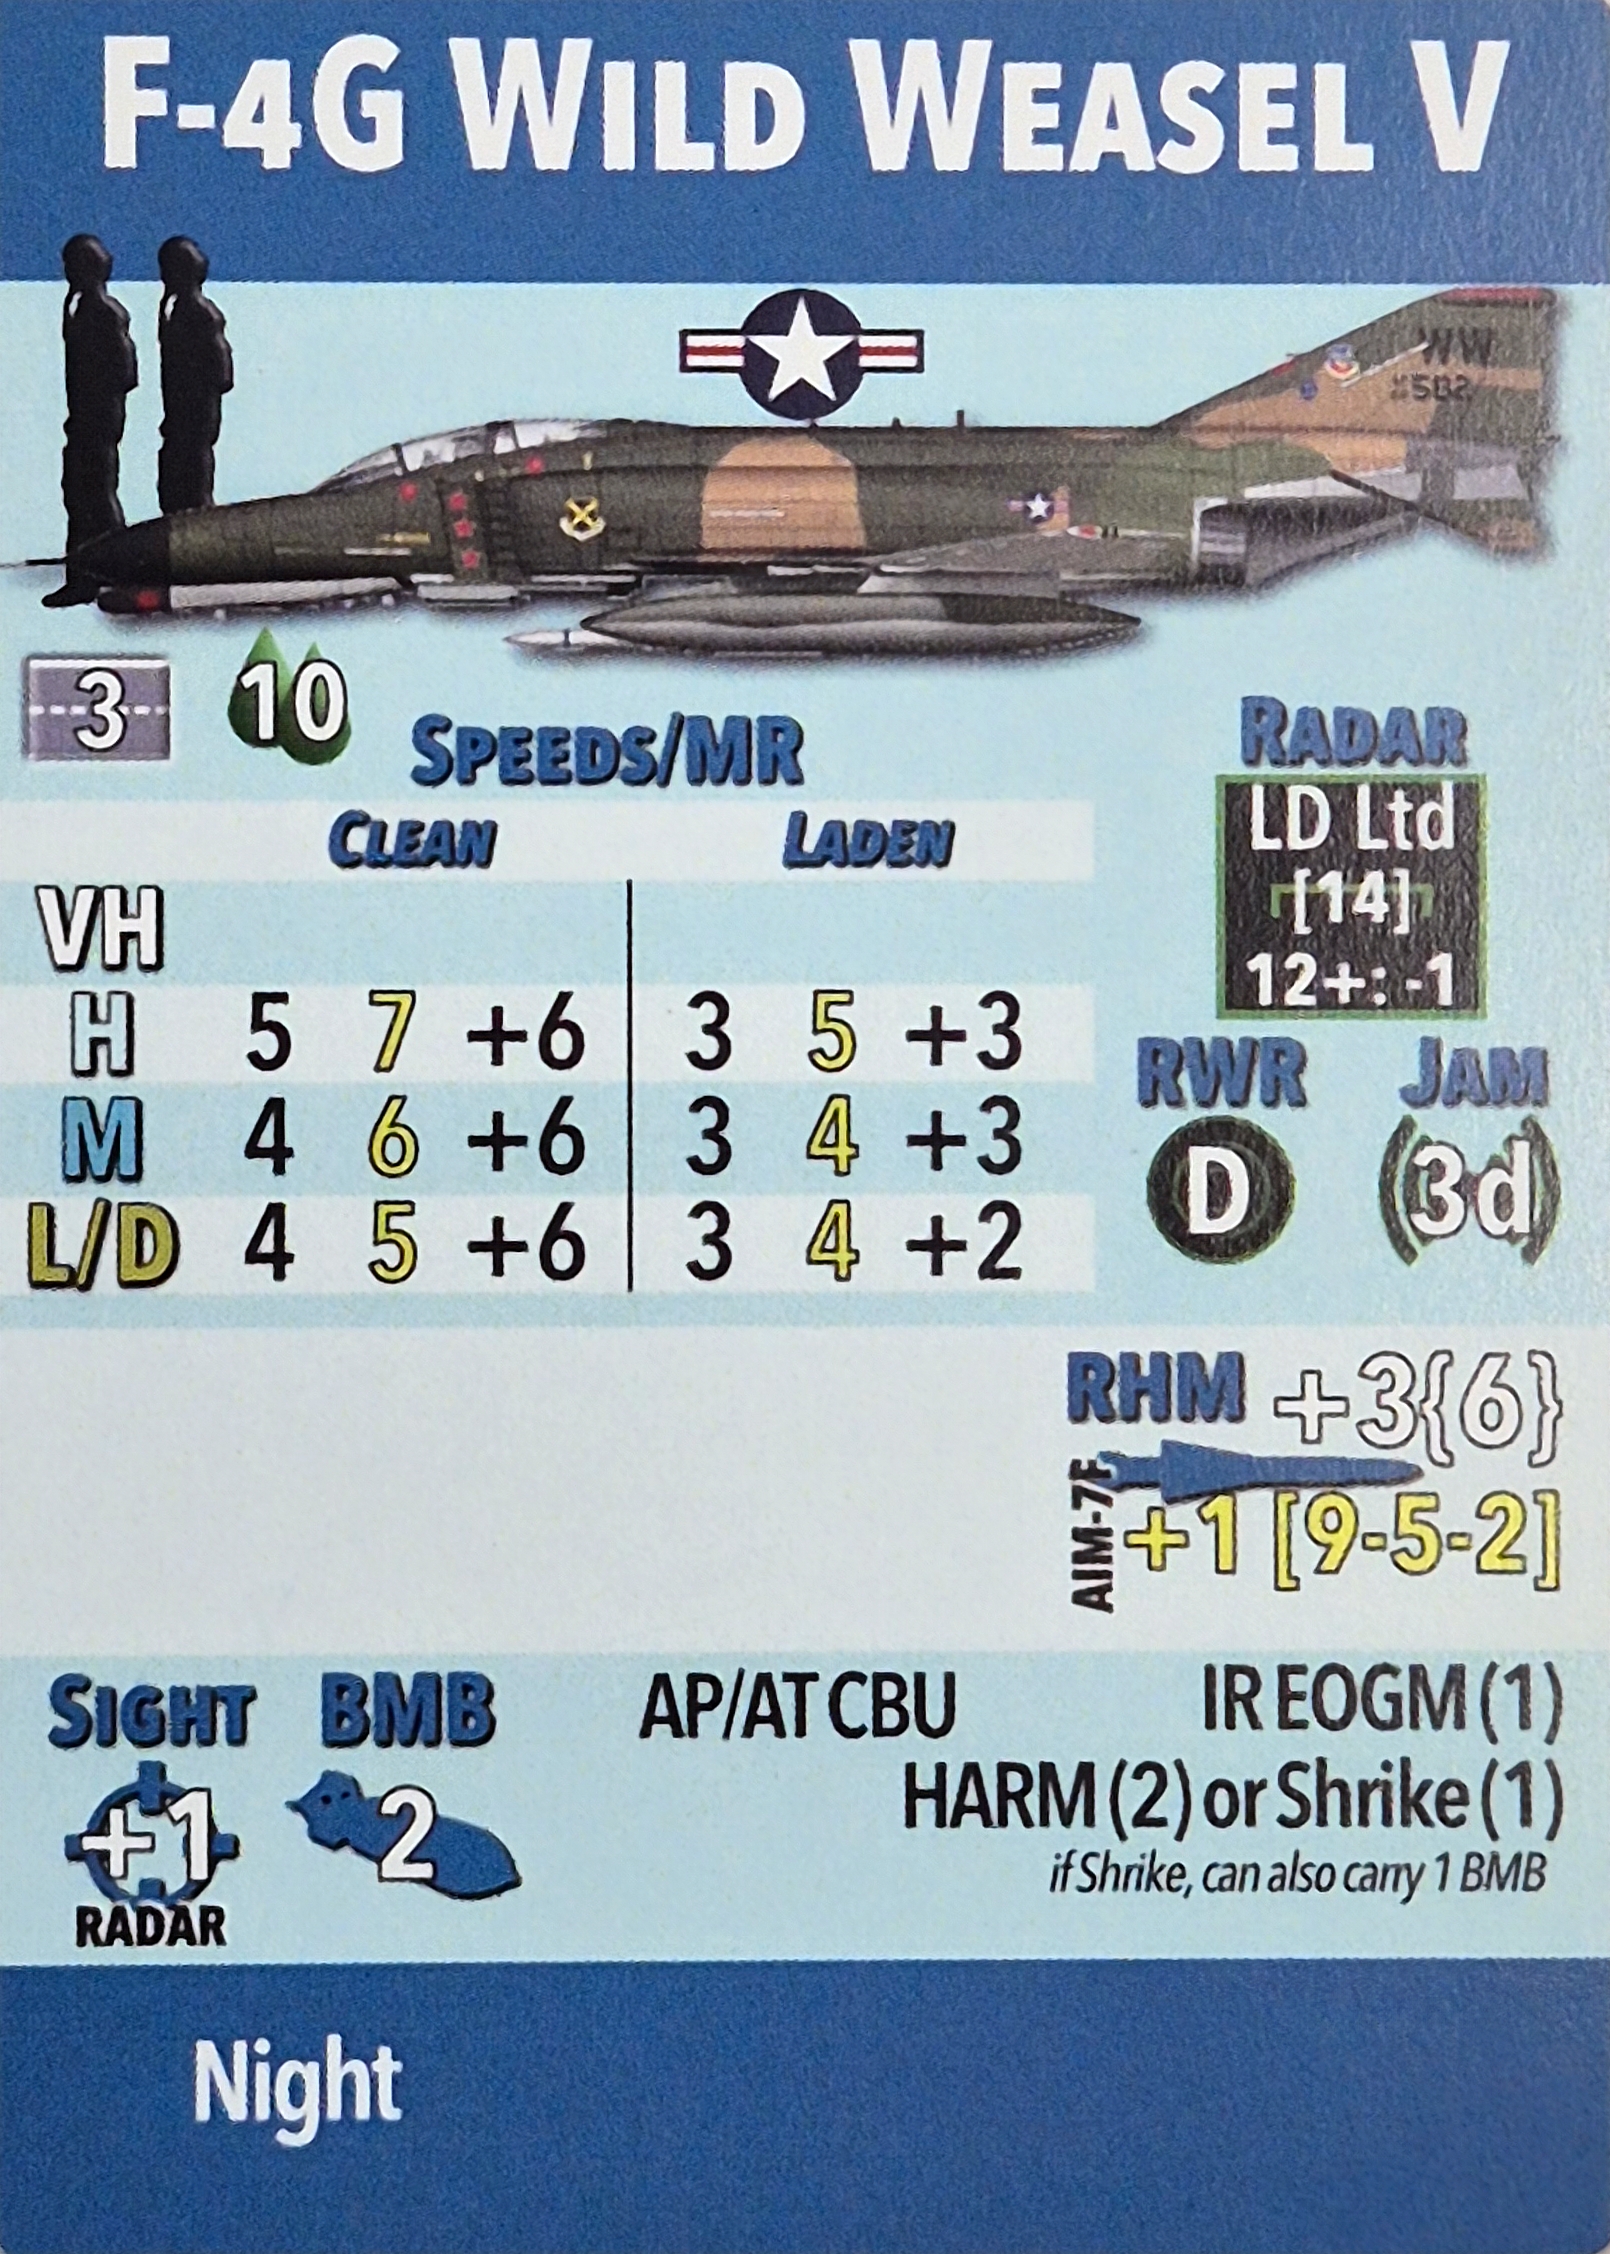 F-4G WILD WEASEL V
WW
582
3 10
SPEEDS/MR
RADAR
LD Ltd
[14]
12+: -1
CLEAN LADEN
VH
H 5 7 +6 3 5 +3
M 4 6 +6 3 4 +3
L/D 4 5 +6 3 4 +2
RWR JAM
D (3d)
RHM +3{6}
AIM-7F
+1 [9-5-2]
SIGHT BMB
+1 2
RADAR
AP/AT CBU IR EOGM (1)
HARM (2) or Shrike (1)
if Shrike, can also carry 1 BMB
Night